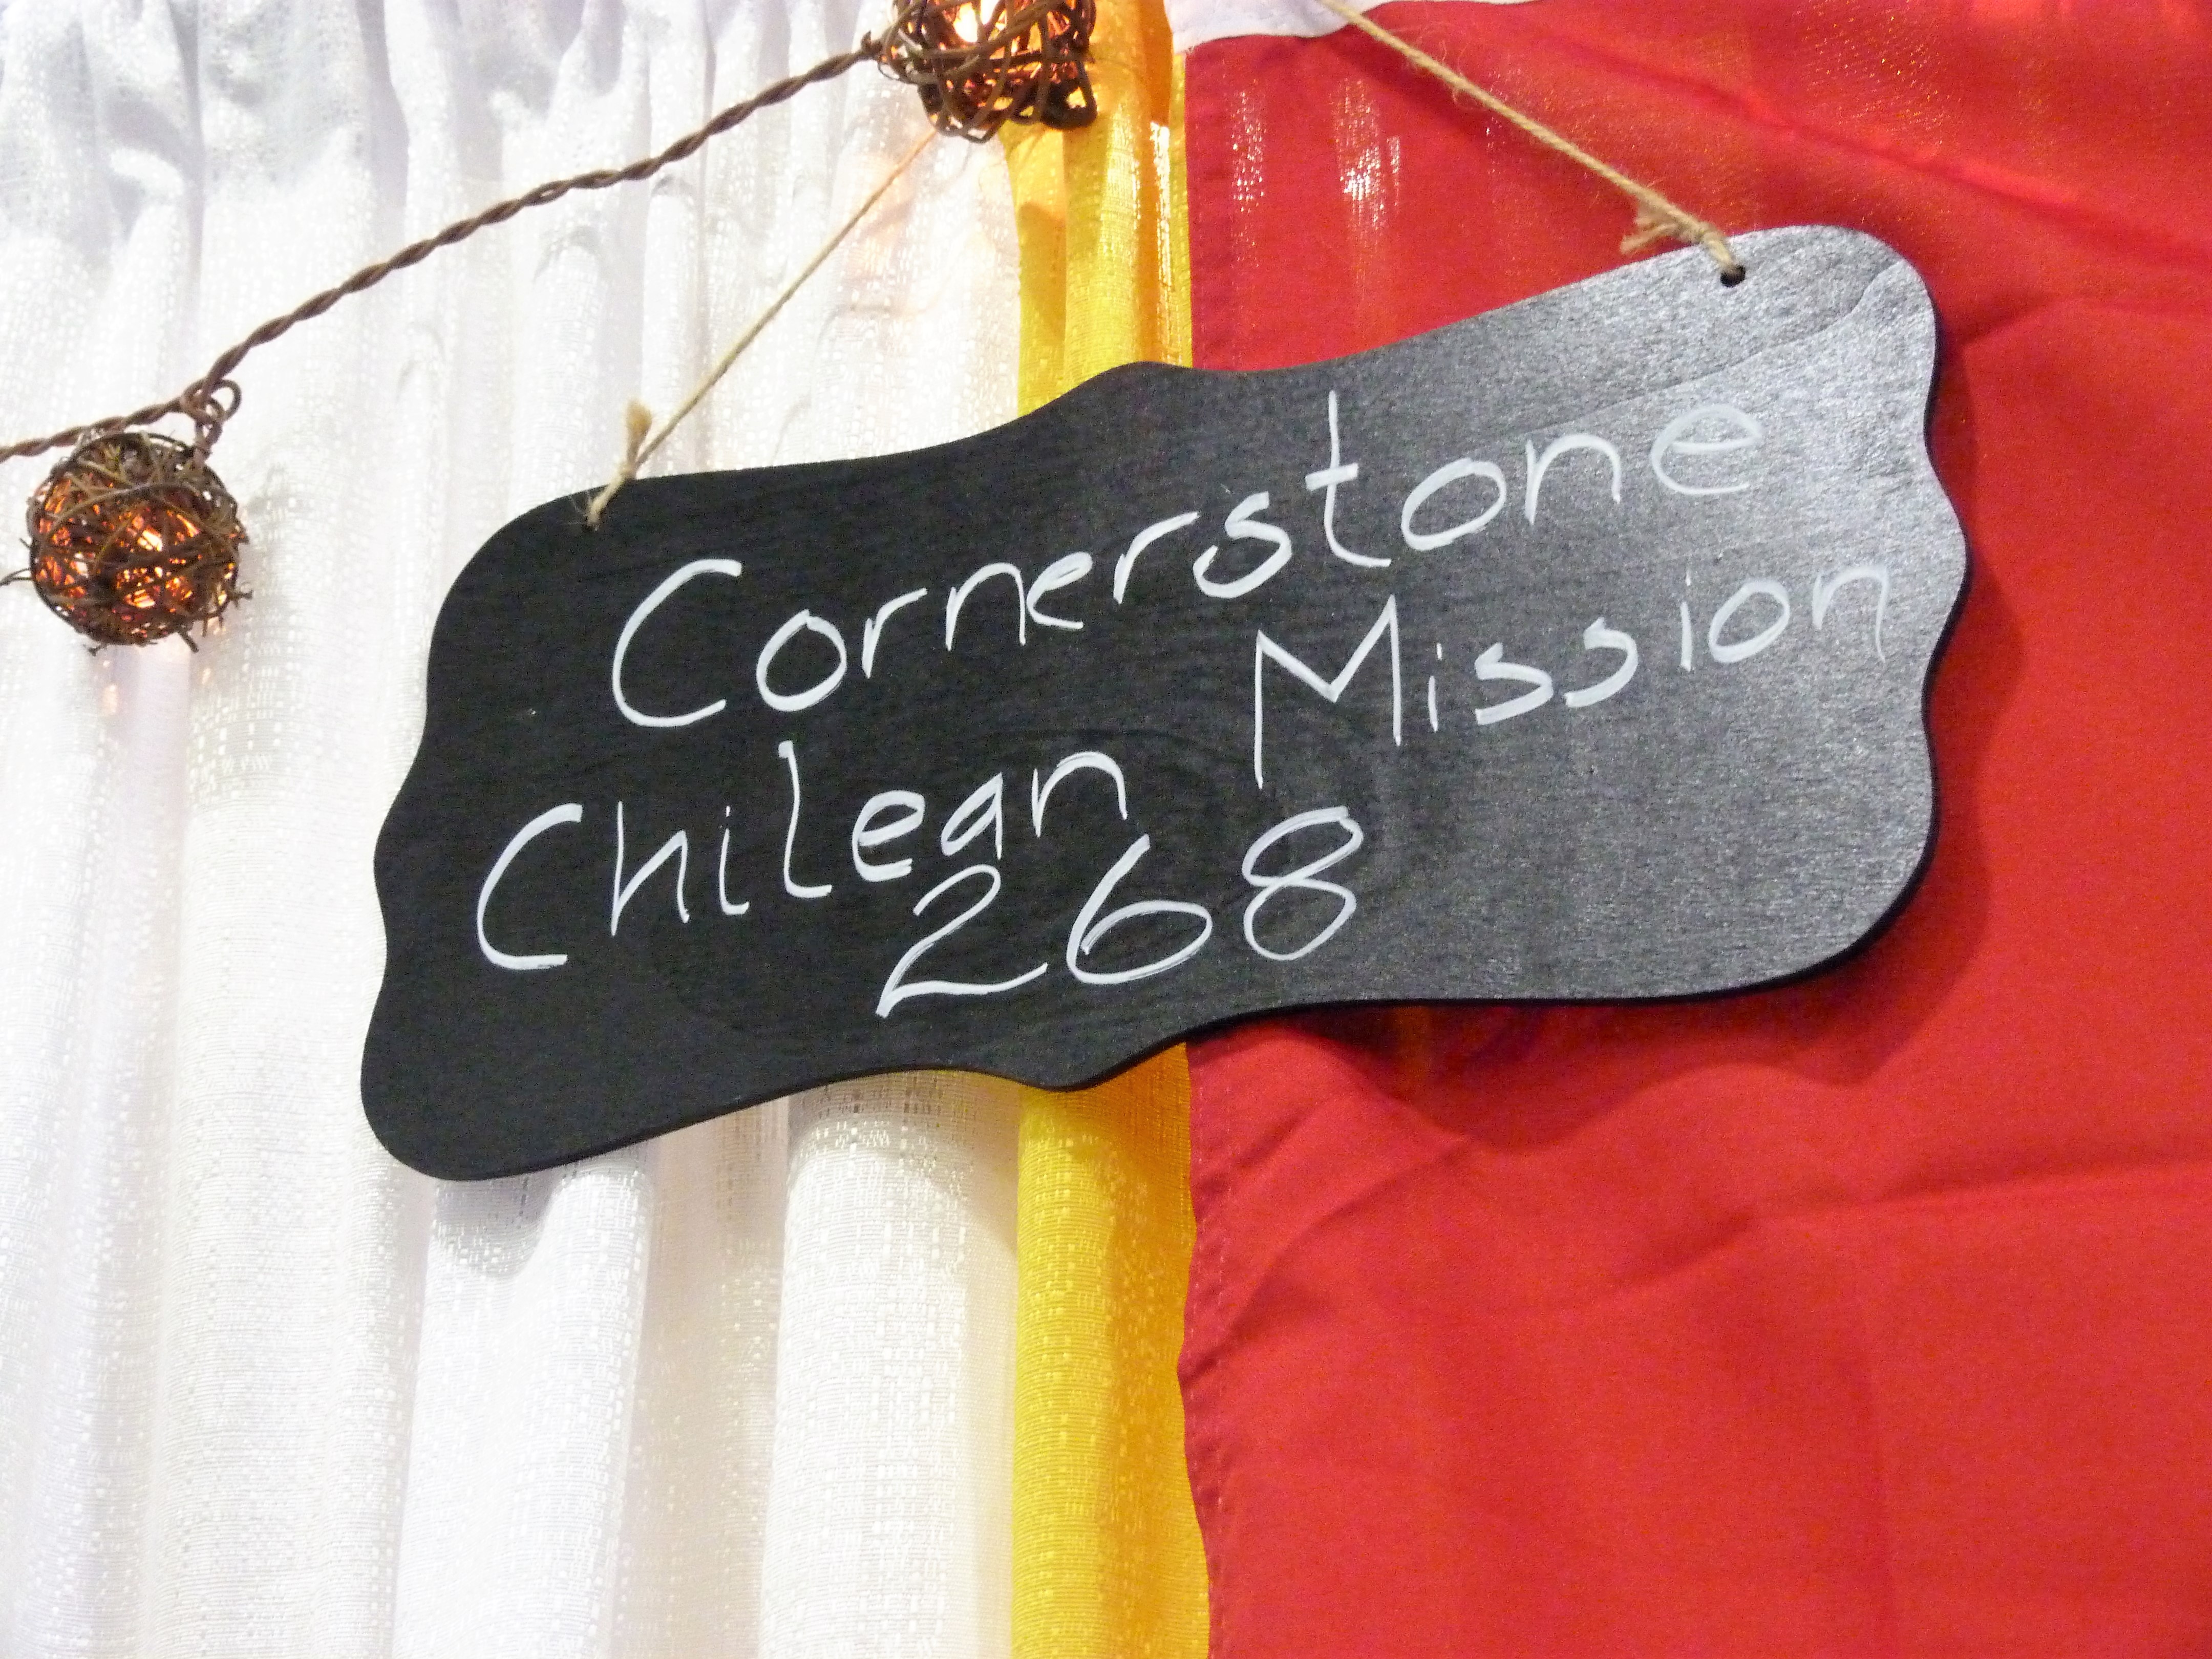 Cornerstone
Chilean Mission
268